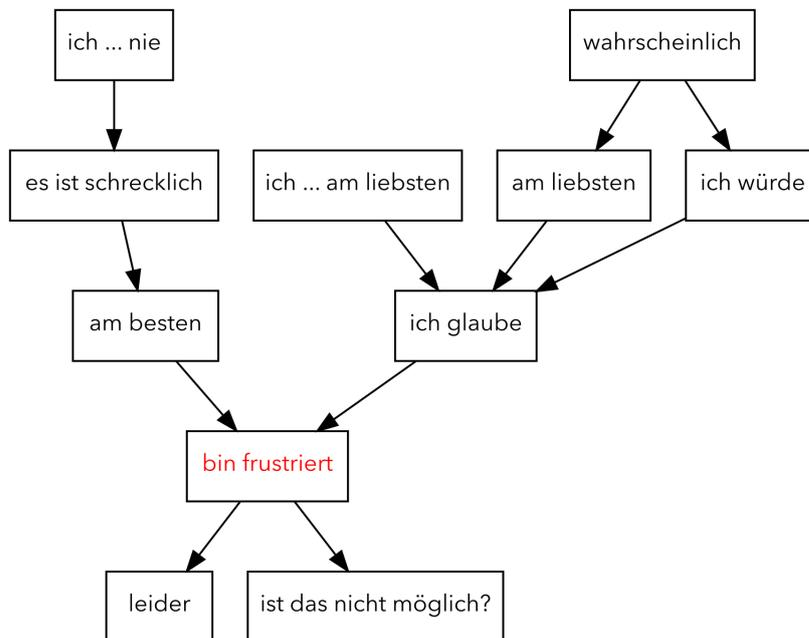 ich ... nie
wahrscheinlich
es ist schrecklich
ich ... am liebsten
am liebsten
ich würde
am besten
ich glaube
bin frustriert
leider
ist das nicht möglich?